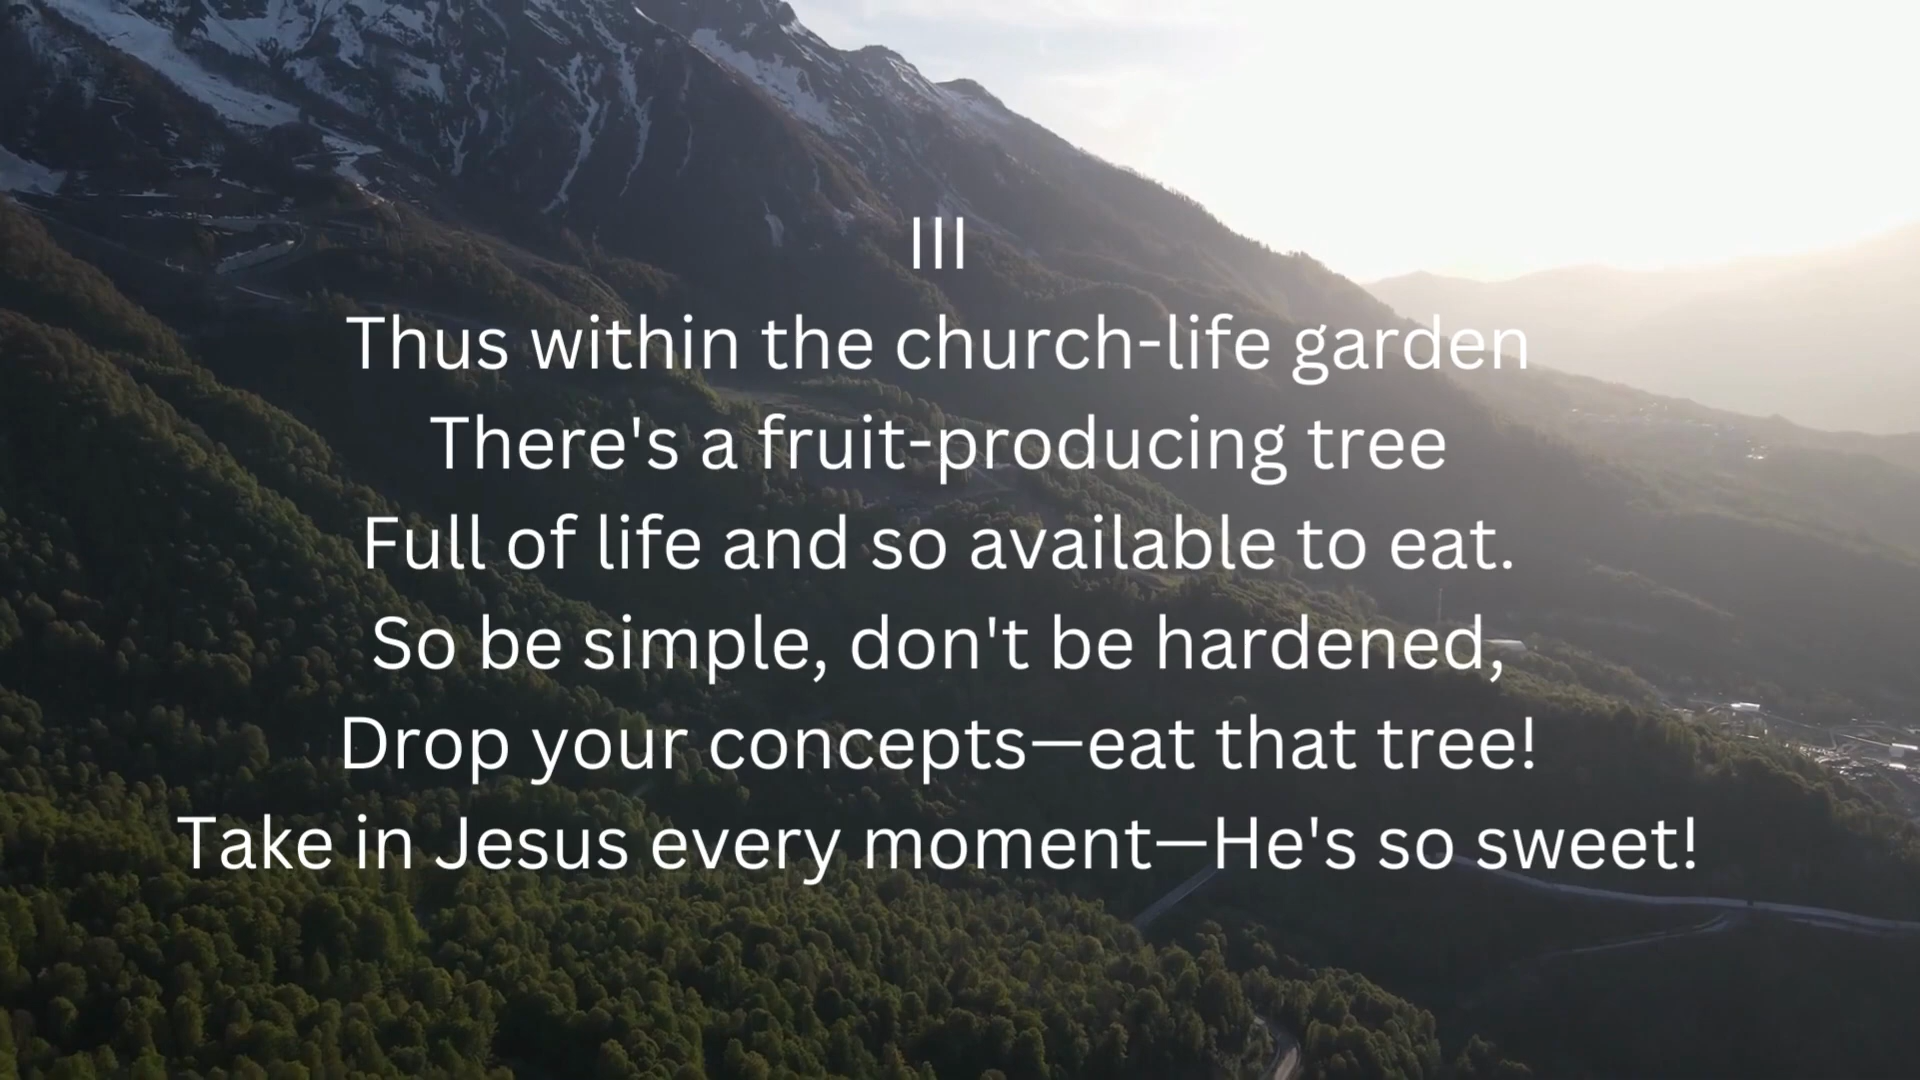 III
Thus within the church-life garden
There's a fruit-producing tree
Full of life and so available to eat.
So be simple, don't be hardened,
Drop your concepts—eat that tree!
Take in Jesus every moment—He's so sweet!